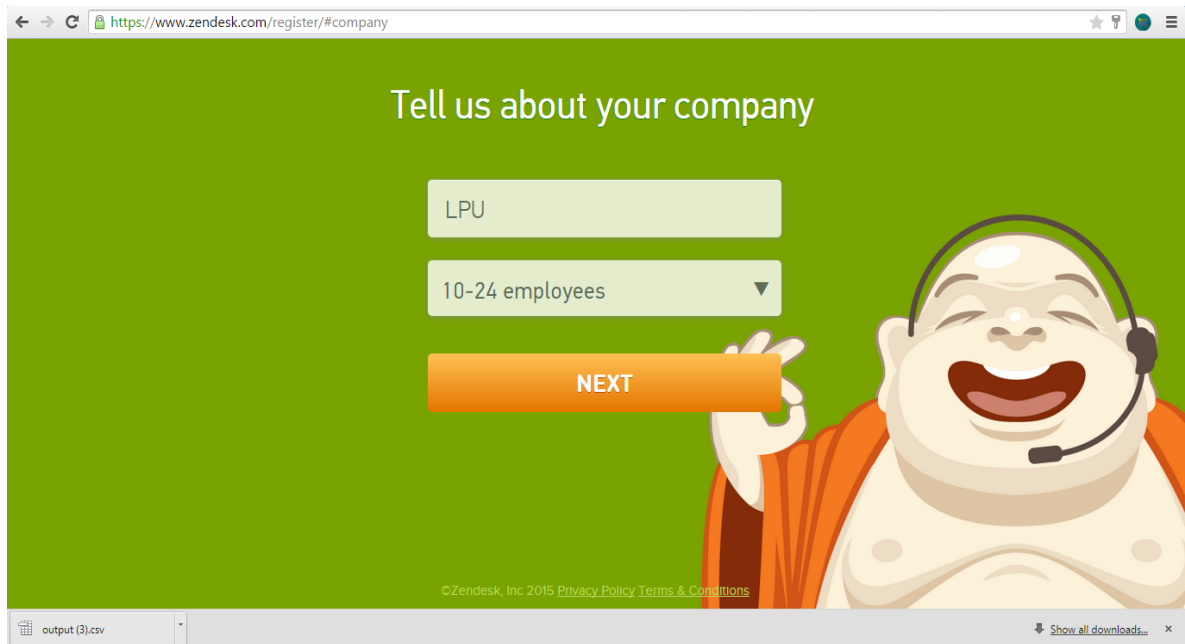 https://www.zendesk.com/register/#company
Tell us about your company
LPU
10-24 employees
NEXT
©Zendesk, Inc 2015 Privacy Policy Terms & Conditions
output (3).csv
Show all downloads...